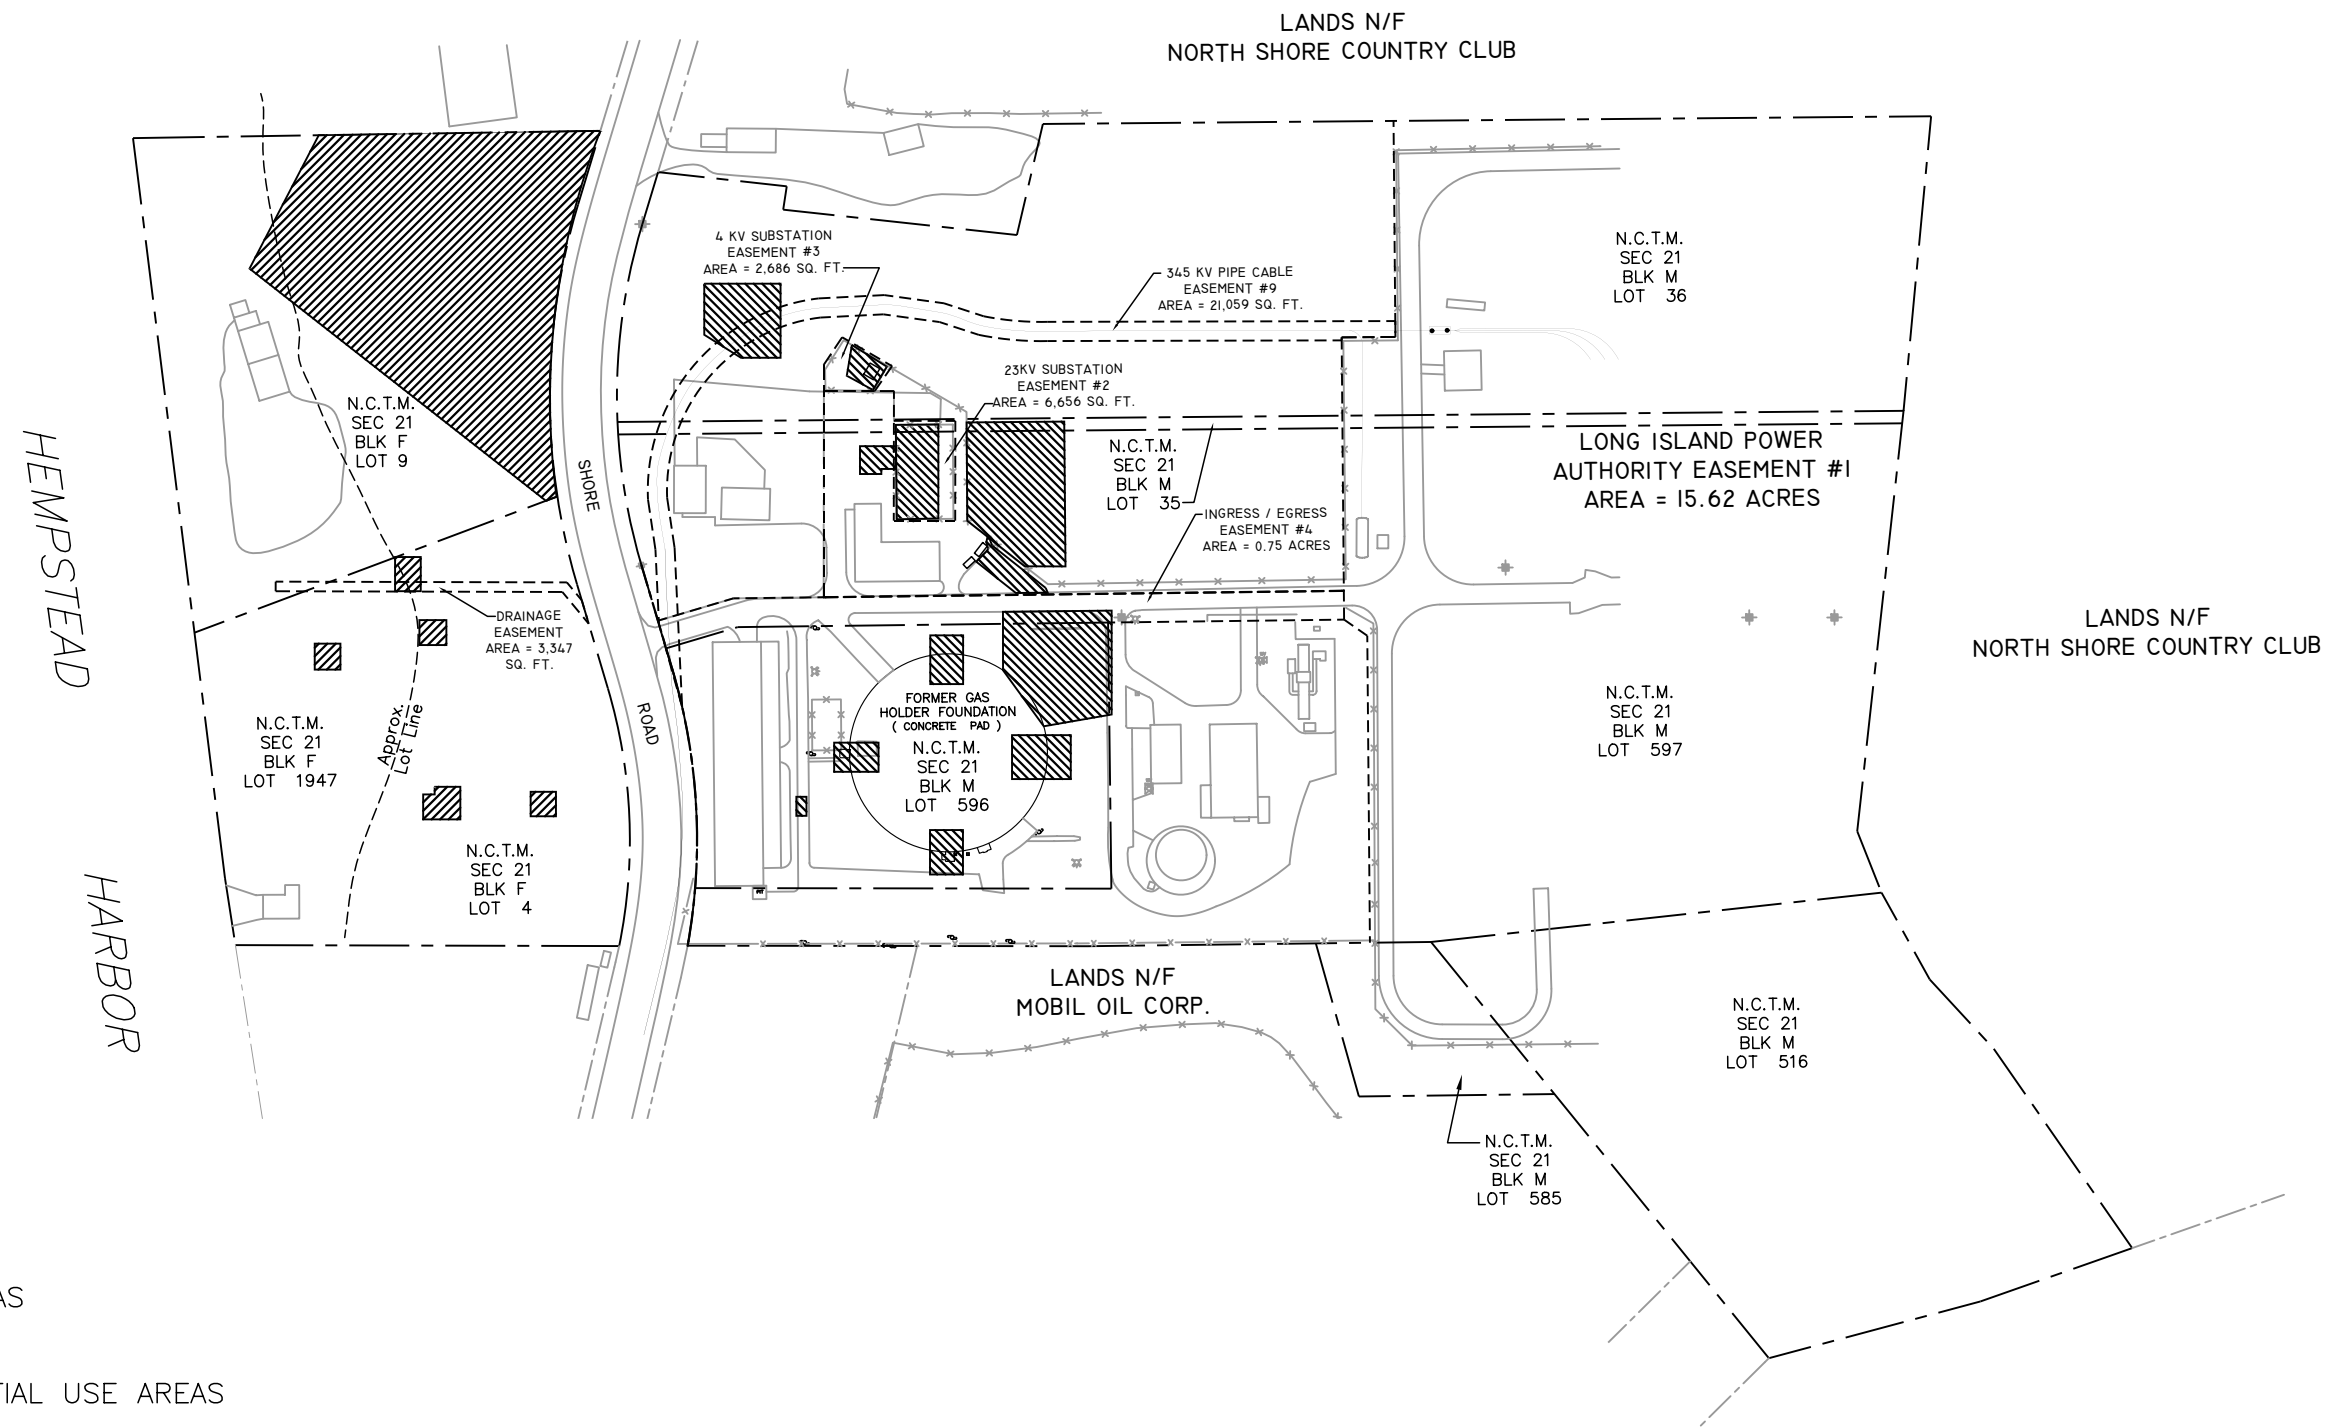 LANDS N/F
NORTH SHORE COUNTRY CLUB
4 KV SUBSTATION
EASEMENT #3
AREA = 2,686 SQ. FT.
345 KV PIPE CABLE
EASEMENT #9
AREA = 21,059 SQ. FT.
N.C.T.M.
SEC 21
BLK M
LOT 36
23KV SUBSTATION
EASEMENT #2
AREA = 6,656 SQ. FT.
N.C.T.M.
SEC 21
BLK F
LOT 9
N.C.T.M.
SEC 21
BLK M
LOT 35
LONG ISLAND POWER
AUTHORITY EASEMENT #1
AREA = 15.62 ACRES
HEMPSTEAD
HARBOR
SHORE
ROAD
INGRESS / EGRESS
EASEMENT #4
AREA = 0.75 ACRES
DRAINAGE
EASEMENT
AREA = 3,347
SQ. FT.
LANDS N/F
NORTH SHORE COUNTRY CLUB
FORMER GAS
HOLDER FOUNDATION
( CONCRETE PAD )
N.C.T.M.
SEC 21
BLK M
LOT 596
N.C.T.M.
SEC 21
BLK M
LOT 597
N.C.T.M.
SEC 21
BLK F
LOT 1947
Approx.
Lot Line
N.C.T.M.
SEC 21
BLK F
LOT 4
LANDS N/F
MOBIL OIL CORP.
N.C.T.M.
SEC 21
BLK M
LOT 516
N.C.T.M.
SEC 21
BLK M
LOT 585
AS
TIAL USE AREAS